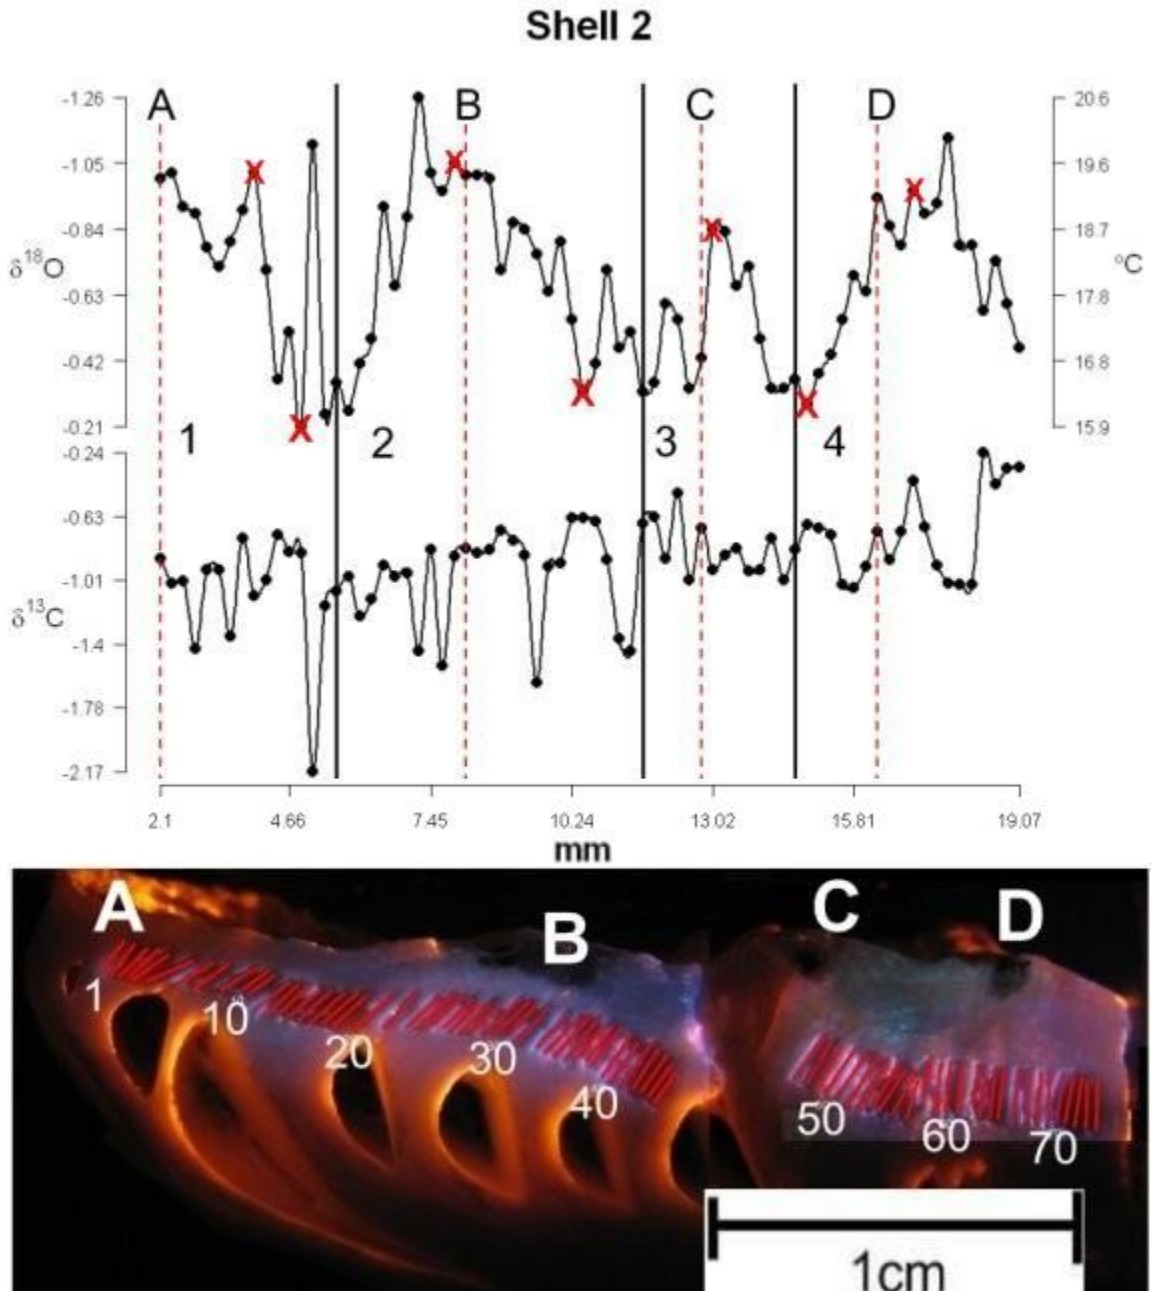 Shell 2
A B C D
-1.26 20.6
-1.05 19.6
-0.84 18.7
δ18O °C
-0.63 17.8
-0.42 16.8
-0.21 15.9
1 2 3 4
-0.24
-0.63
-1.01
δ13C
-1.4
-1.78
-2.17
2.1 4.66 7.45 10.24 13.02 15.81 19.07
mm
A B C D
1 10 20 30 40 50 60 70
1cm